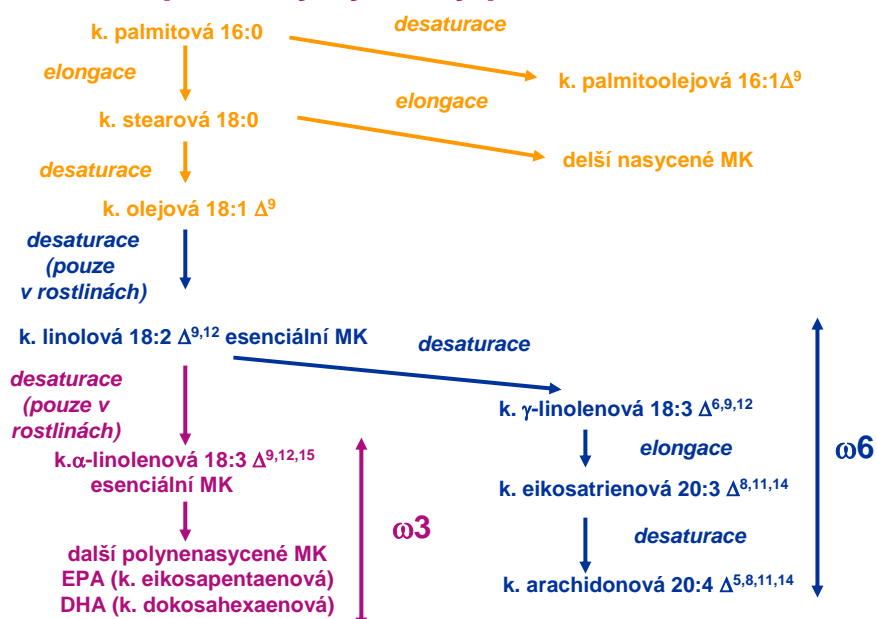 k. palmitová 16:0
desaturace
elongace
k. palmitoolejová 16:1Δ⁹
elongace
k. stearová 18:0
delší nasycené MK
desaturace
k. olejová 18:1 Δ⁹
desaturace
(pouze
v rostlinách)
k. linolová 18:2 Δ⁹,¹² esenciální MK
desaturace
desaturace
(pouze v
rostlinách)
k. γ-linolenová 18:3 Δ⁶,⁹,¹²
elongace
ω6
k.α-linolenová 18:3 Δ⁹,¹²,¹⁵
esenciální MK
k. eikosatrienová 20:3 Δ⁸,¹¹,¹⁴
ω3
desaturace
další polynenasycené MK
EPA (k. eikosapentaenová)
DHA (k. dokosahexaenová)
k. arachidonová 20:4 Δ⁵,⁸,¹¹,¹⁴